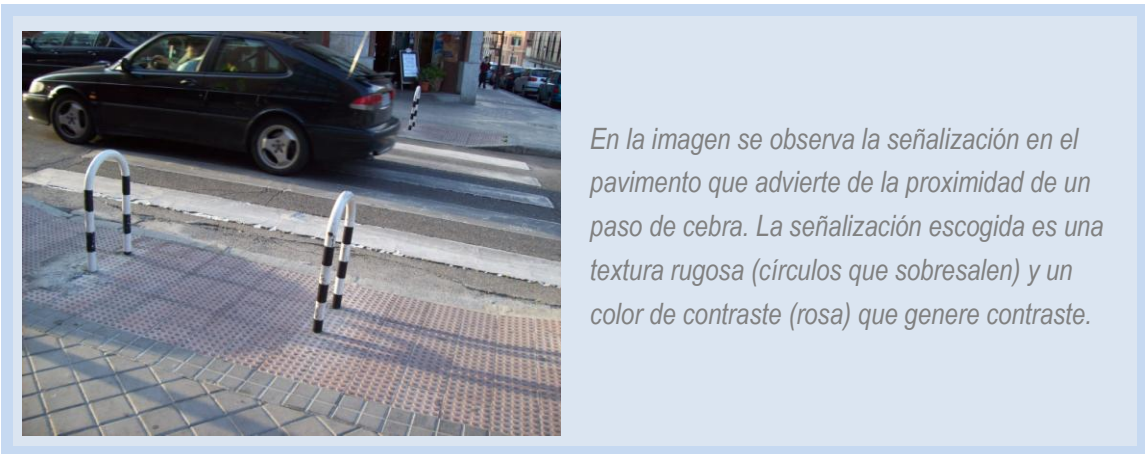 En la imagen se observa la señalización en el
pavimento que advierte de la proximidad de un
paso de cebra. La señalización escogida es una
textura rugosa (círculos que sobresalen) y un
color de contraste (rosa) que genere contraste.